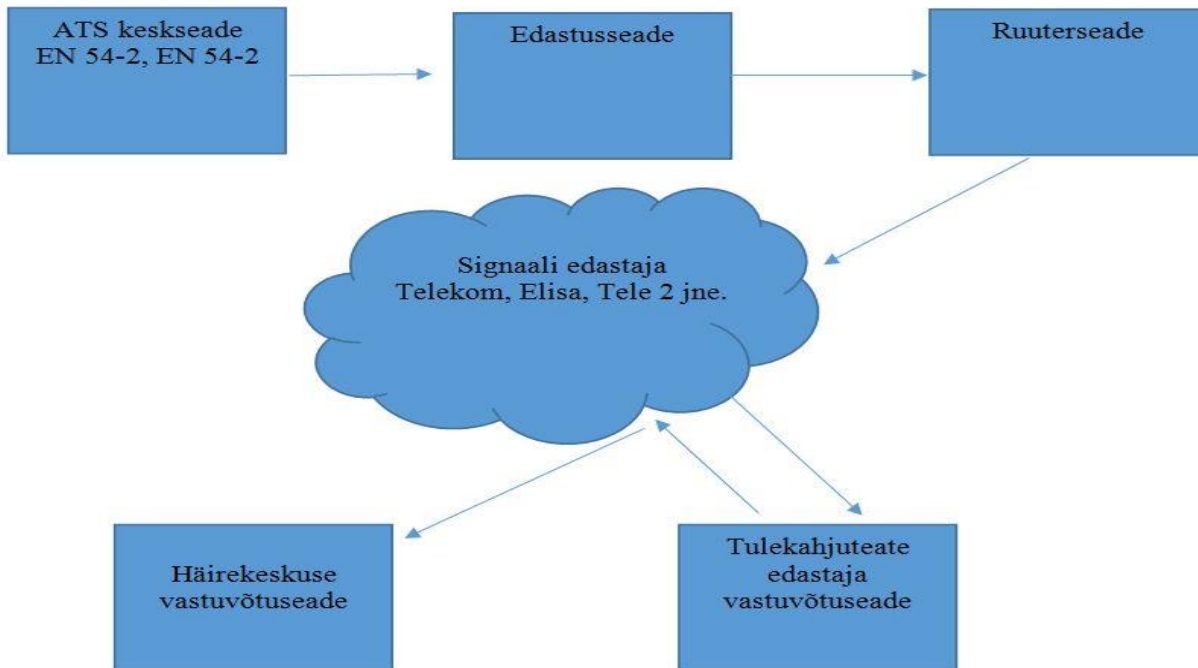 ATS keskseade
EN 54-2, EN 54-2
Edastusseade
Ruuterseade
Signaali edastaja
Telekom, Elisa, Tele 2 jne.
Häirekeskuse
vastuvõtuseade
Tulekahjuteate
edastaja
vastuvõtuseade